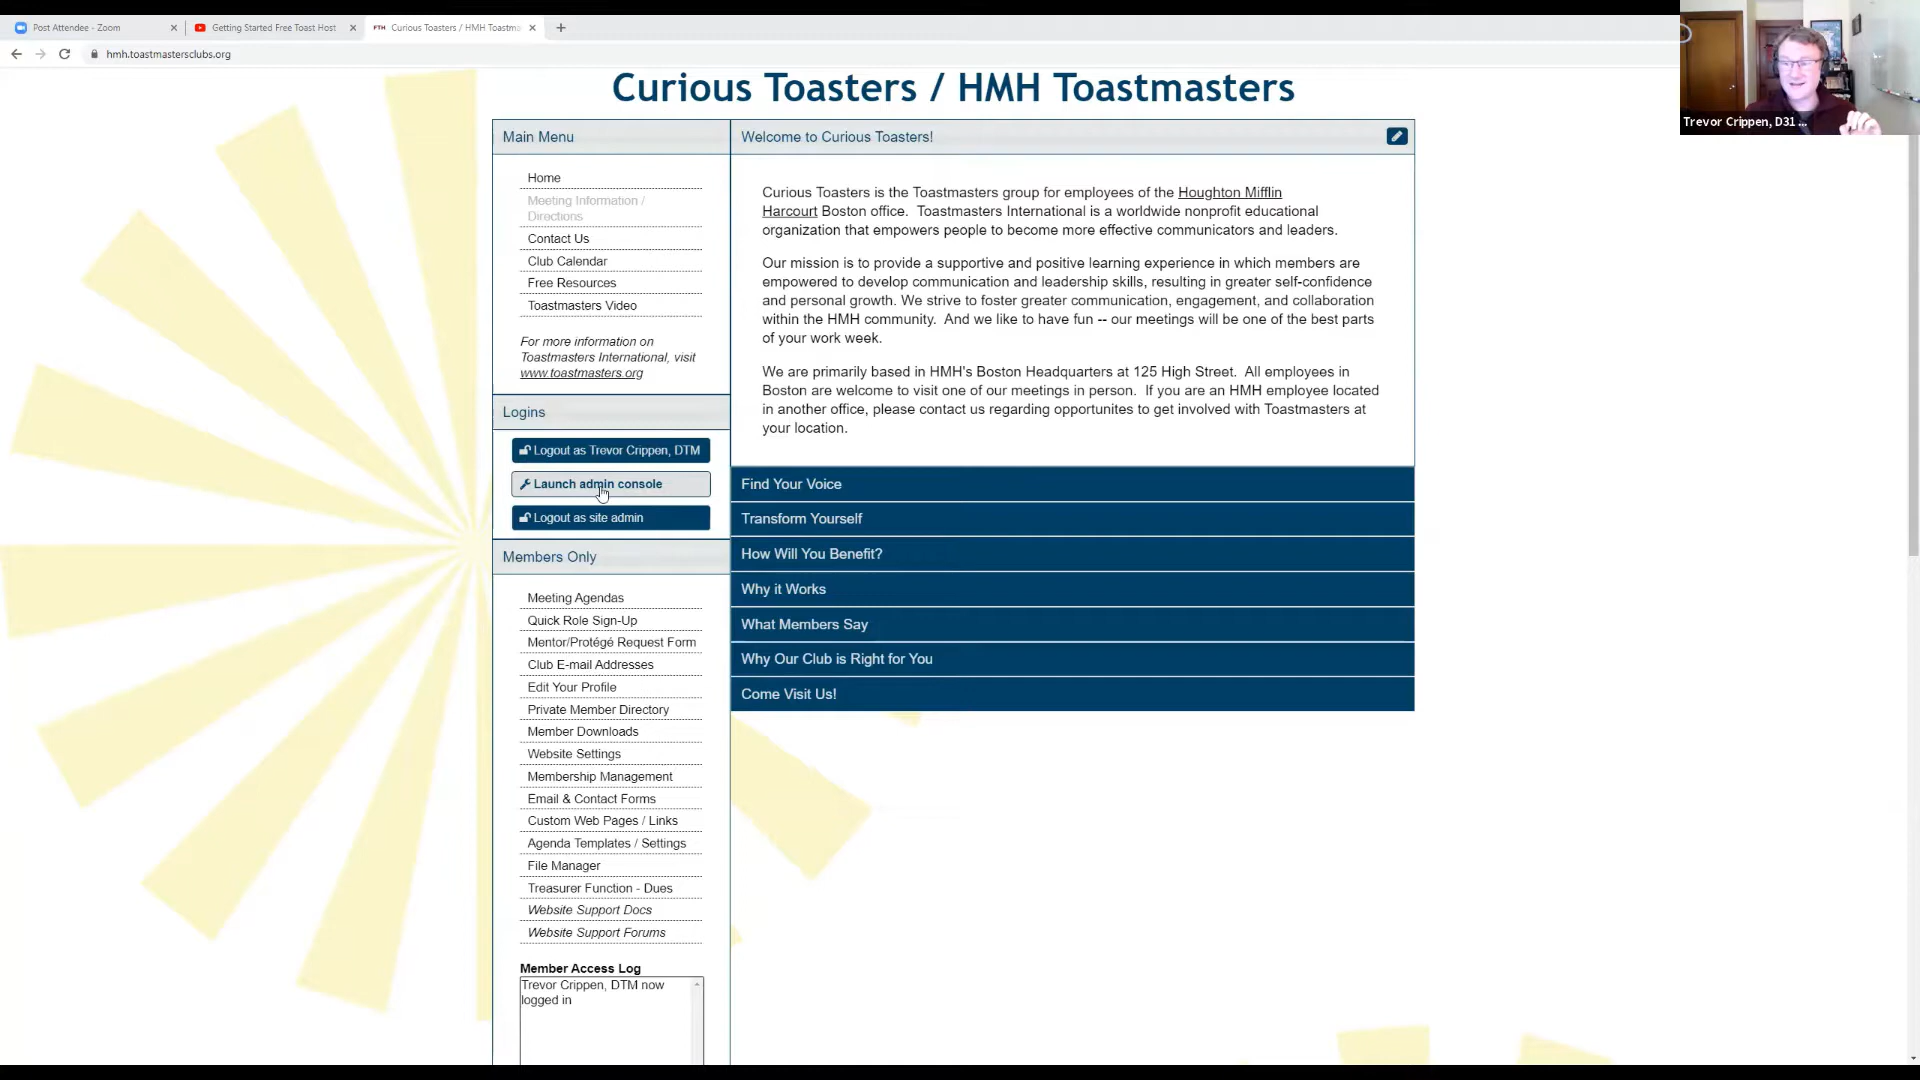 Post Attendee - Zoom
Getting Started Free Toast Host
FTH Curious Toasters / HMH Toastma
hmh.toastmastersclubs.org
Trevor Crippen, D31 ...
Curious Toasters / HMH Toastmasters
Main Menu
Home
Meeting Information /
Directions
Contact Us
Club Calendar
Free Resources
Toastmasters Video
For more information on
Toastmasters International, visit
www.toastmasters.org
Logins
Logout as Trevor Crippen, DTM
Launch admin console
Logout as site admin
Members Only
Meeting Agendas
Quick Role Sign-Up
Mentor/Protégé Request Form
Club E-mail Addresses
Edit Your Profile
Private Member Directory
Member Downloads
Website Settings
Membership Management
Email & Contact Forms
Custom Web Pages / Links
Agenda Templates / Settings
File Manager
Treasurer Function - Dues
Website Support Docs
Website Support Forums
Member Access Log
Trevor Crippen, DTM now
logged in
Welcome to Curious Toasters!
Curious Toasters is the Toastmasters group for employees of the Houghton Mifflin
Harcourt Boston office.  Toastmasters International is a worldwide nonprofit educational
organization that empowers people to become more effective communicators and leaders.
Our mission is to provide a supportive and positive learning experience in which members are
empowered to develop communication and leadership skills, resulting in greater self-confidence
and personal growth. We strive to foster greater communication, engagement, and collaboration
within the HMH community.  And we like to have fun -- our meetings will be one of the best parts
of your work week.
We are primarily based in HMH's Boston Headquarters at 125 High Street.  All employees in
Boston are welcome to visit one of our meetings in person.  If you are an HMH employee located
in another office, please contact us regarding opportunites to get involved with Toastmasters at
your location.
Find Your Voice
Transform Yourself
How Will You Benefit?
Why it Works
What Members Say
Why Our Club is Right for You
Come Visit Us!